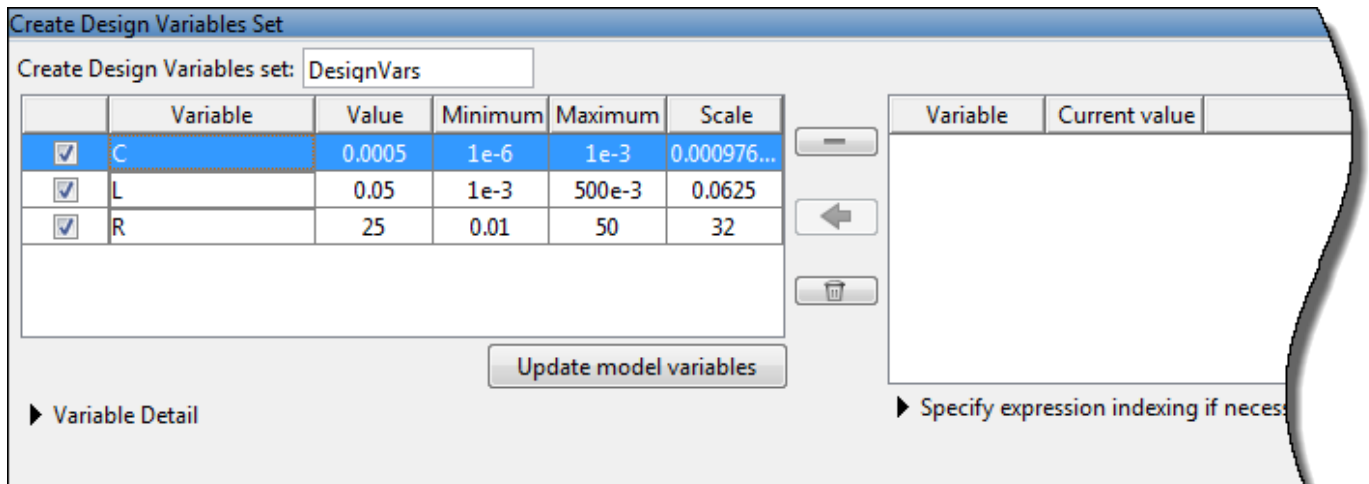 Create Design Variables Set
Create Design Variables set: DesignVars
Variable Value Minimum Maximum Scale
C 0.0005 1e-6 1e-3 0.000976...
L 0.05 1e-3 500e-3 0.0625
R 25 0.01 50 32
Update model variables
Variable Detail
Variable Current value
Specify expression indexing if